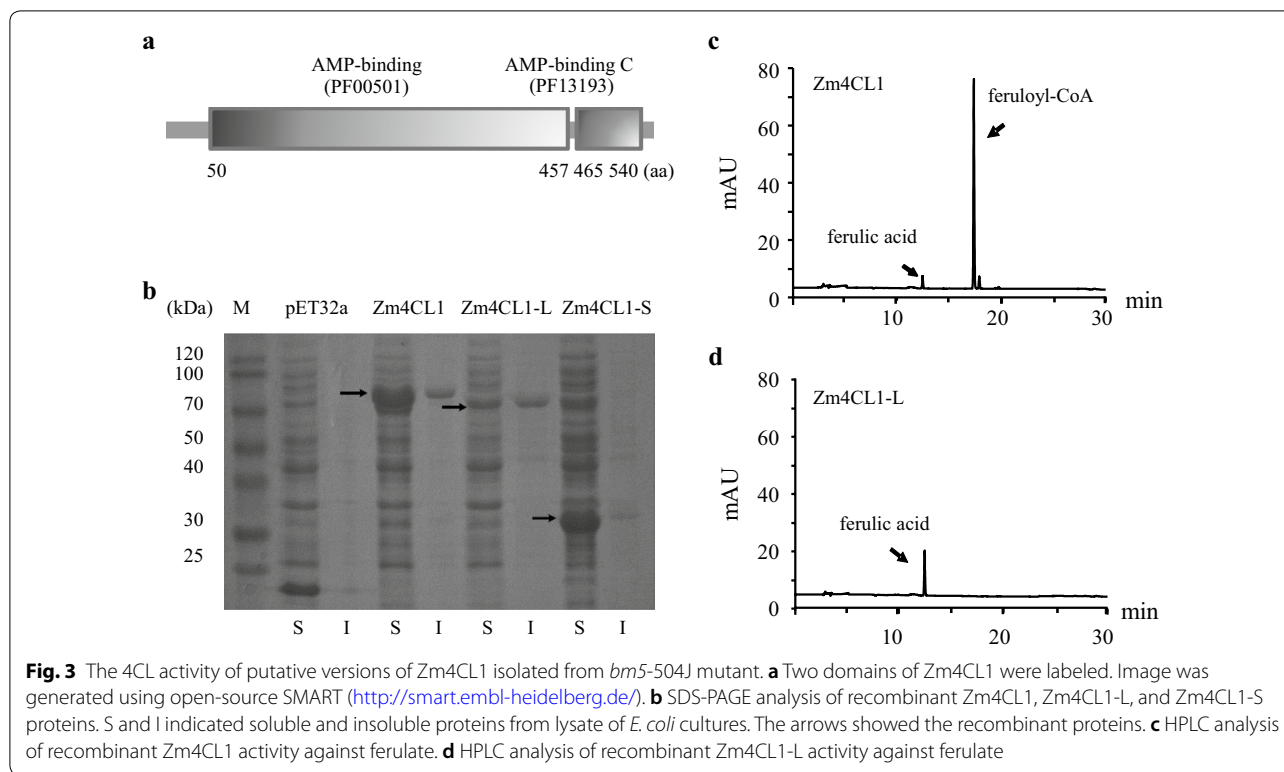 a
AMP-binding
(PF00501)
AMP-binding C
(PF13193)
50
457 465 540 (aa)
b
(kDa) M pET32a Zm4CL1 Zm4CL1-L Zm4CL1-S
120
100
70
50
40
30
25
S I S I S I S I
c
80
60
40
20
0
mAU
Zm4CL1
feruloyl-CoA
ferulic acid
10 20 30
min
d
80
60
40
20
0
mAU
Zm4CL1-L
ferulic acid
10 20 30
min
Fig. 3 The 4CL activity of putative versions of Zm4CL1 isolated from bm5-504J mutant. a Two domains of Zm4CL1 were labeled. Image was
generated using open-source SMART (http://smart.embl-heidelberg.de/). b SDS-PAGE analysis of recombinant Zm4CL1, Zm4CL1-L, and Zm4CL1-S
proteins. S and I indicated soluble and insoluble proteins from lysate of E. coli cultures. The arrows showed the recombinant proteins. c HPLC analysis
of recombinant Zm4CL1 activity against ferulate. d HPLC analysis of recombinant Zm4CL1-L activity against ferulate